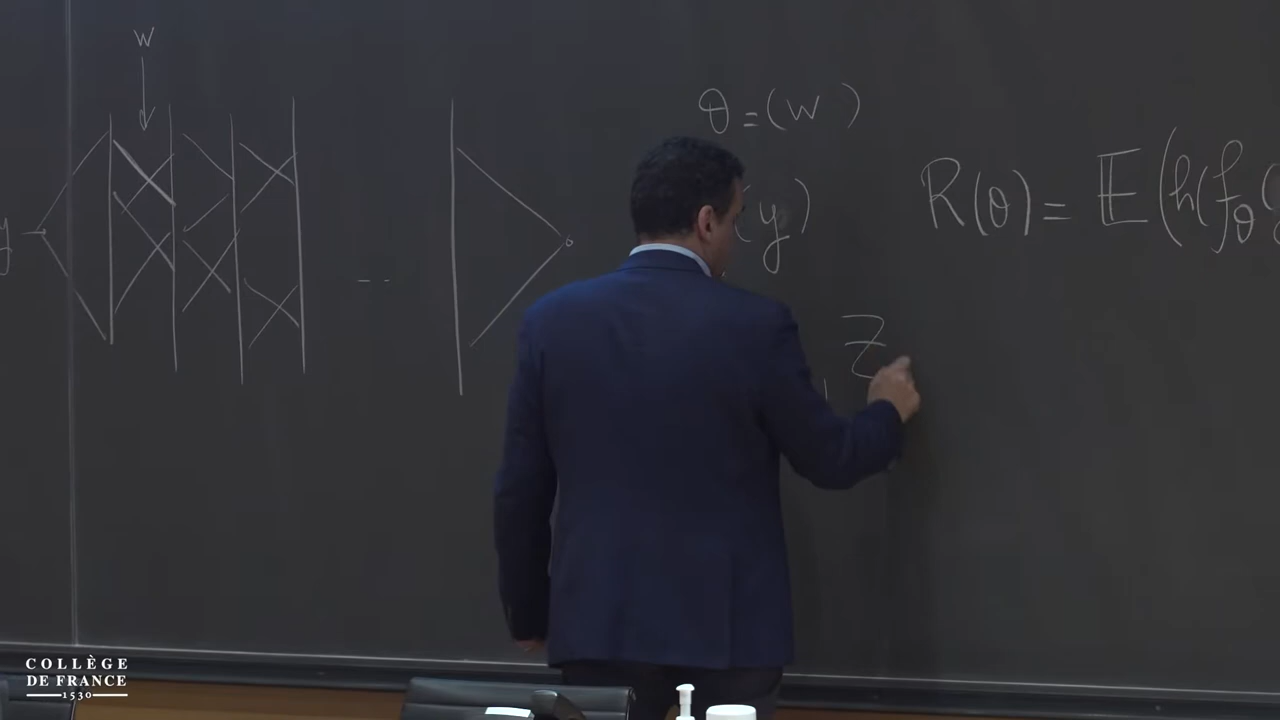 w
y
θ = (w )
(y)
R(θ) = 𝔼(h(f_θ(
Z
COLLÈGE
DE FRANCE
1530